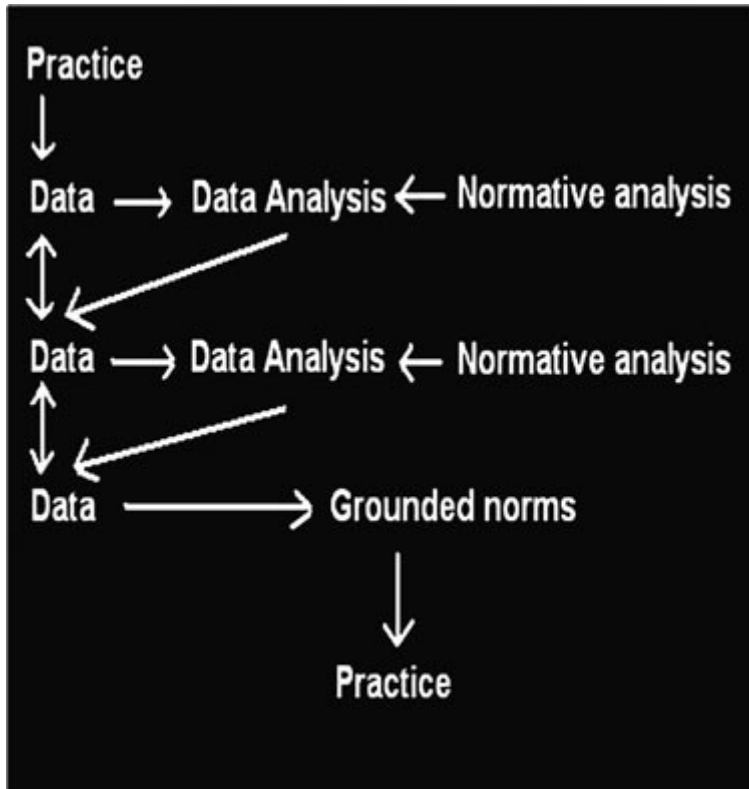 Practice
Data Data Analysis Normative analysis
Data Data Analysis Normative analysis
Data Grounded norms
Practice